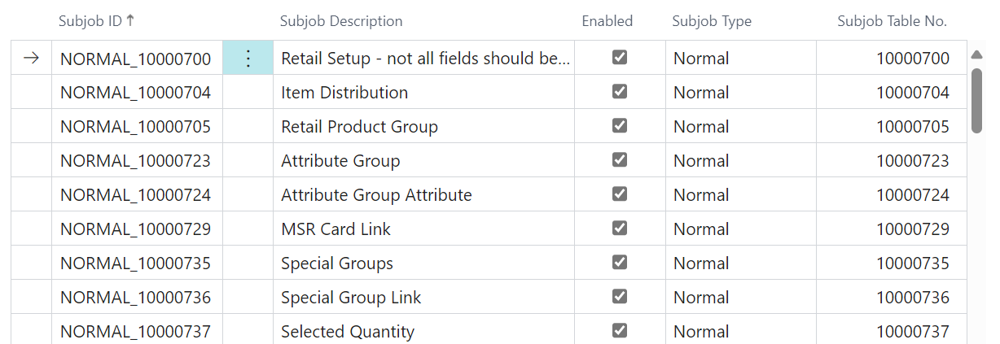 Subjob ID ↑ Subjob Description Enabled Subjob Type Subjob Table No.
NORMAL_10000700 Retail Setup - not all fields should be... Normal 10000700
NORMAL_10000704 Item Distribution Normal 10000704
NORMAL_10000705 Retail Product Group Normal 10000705
NORMAL_10000723 Attribute Group Normal 10000723
NORMAL_10000724 Attribute Group Attribute Normal 10000724
NORMAL_10000729 MSR Card Link Normal 10000729
NORMAL_10000735 Special Groups Normal 10000735
NORMAL_10000736 Special Group Link Normal 10000736
NORMAL_10000737 Selected Quantity Normal 10000737